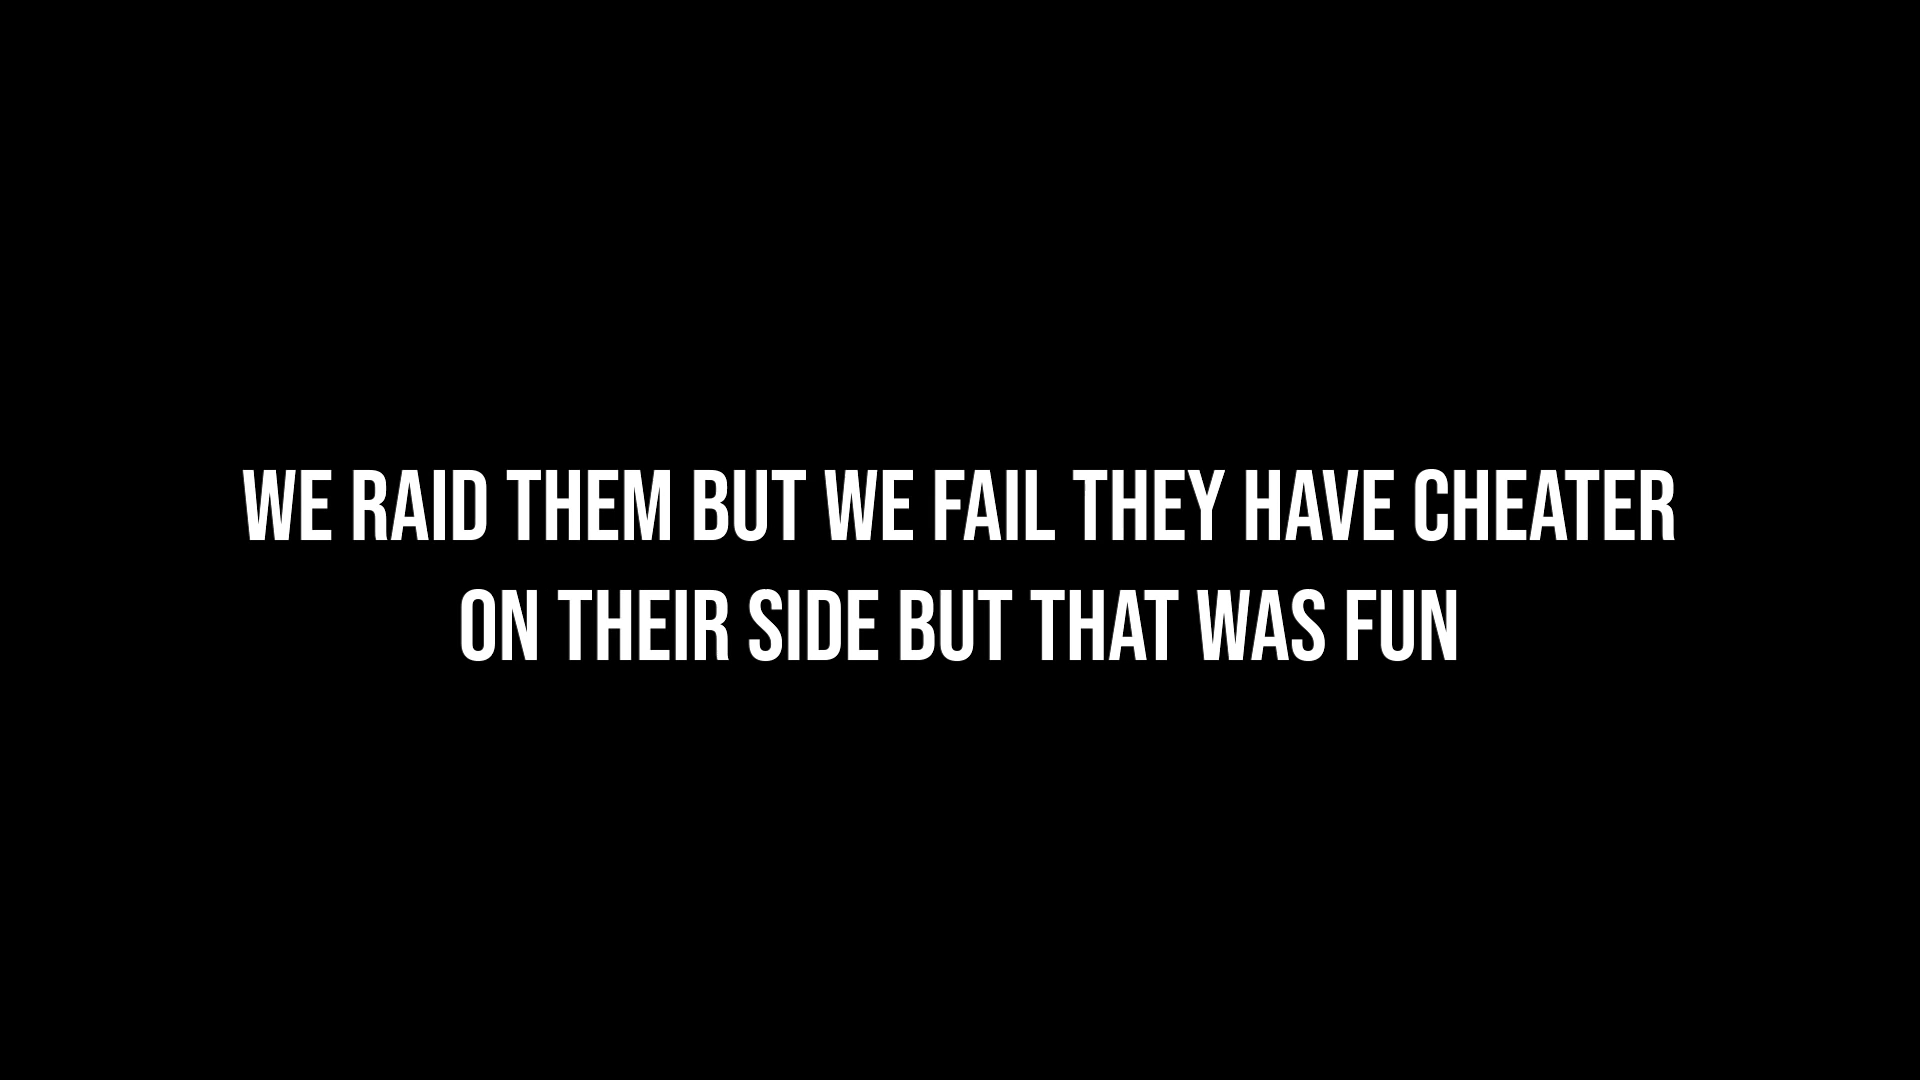 WE RAID THEM BUT WE FAIL THEY HAVE CHEATER
ON THEIR SIDE BUT THAT WAS FUN